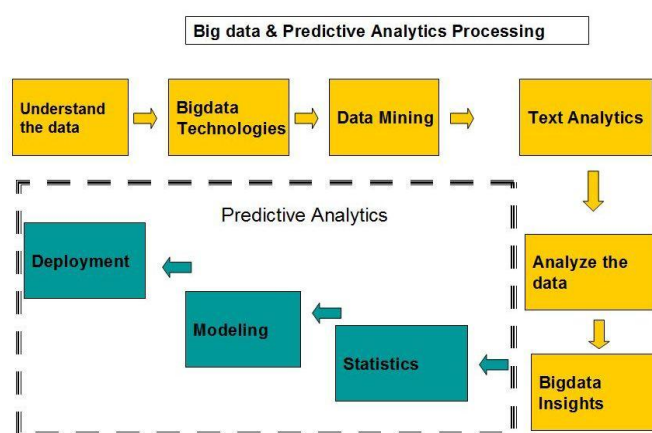 Big data & Predictive Analytics Processing
Understand
the data
Bigdata
Technologies
Data Mining
Text Analytics
Predictive Analytics
Deployment
Analyze the
data
Modeling
Statistics
Bigdata
Insights